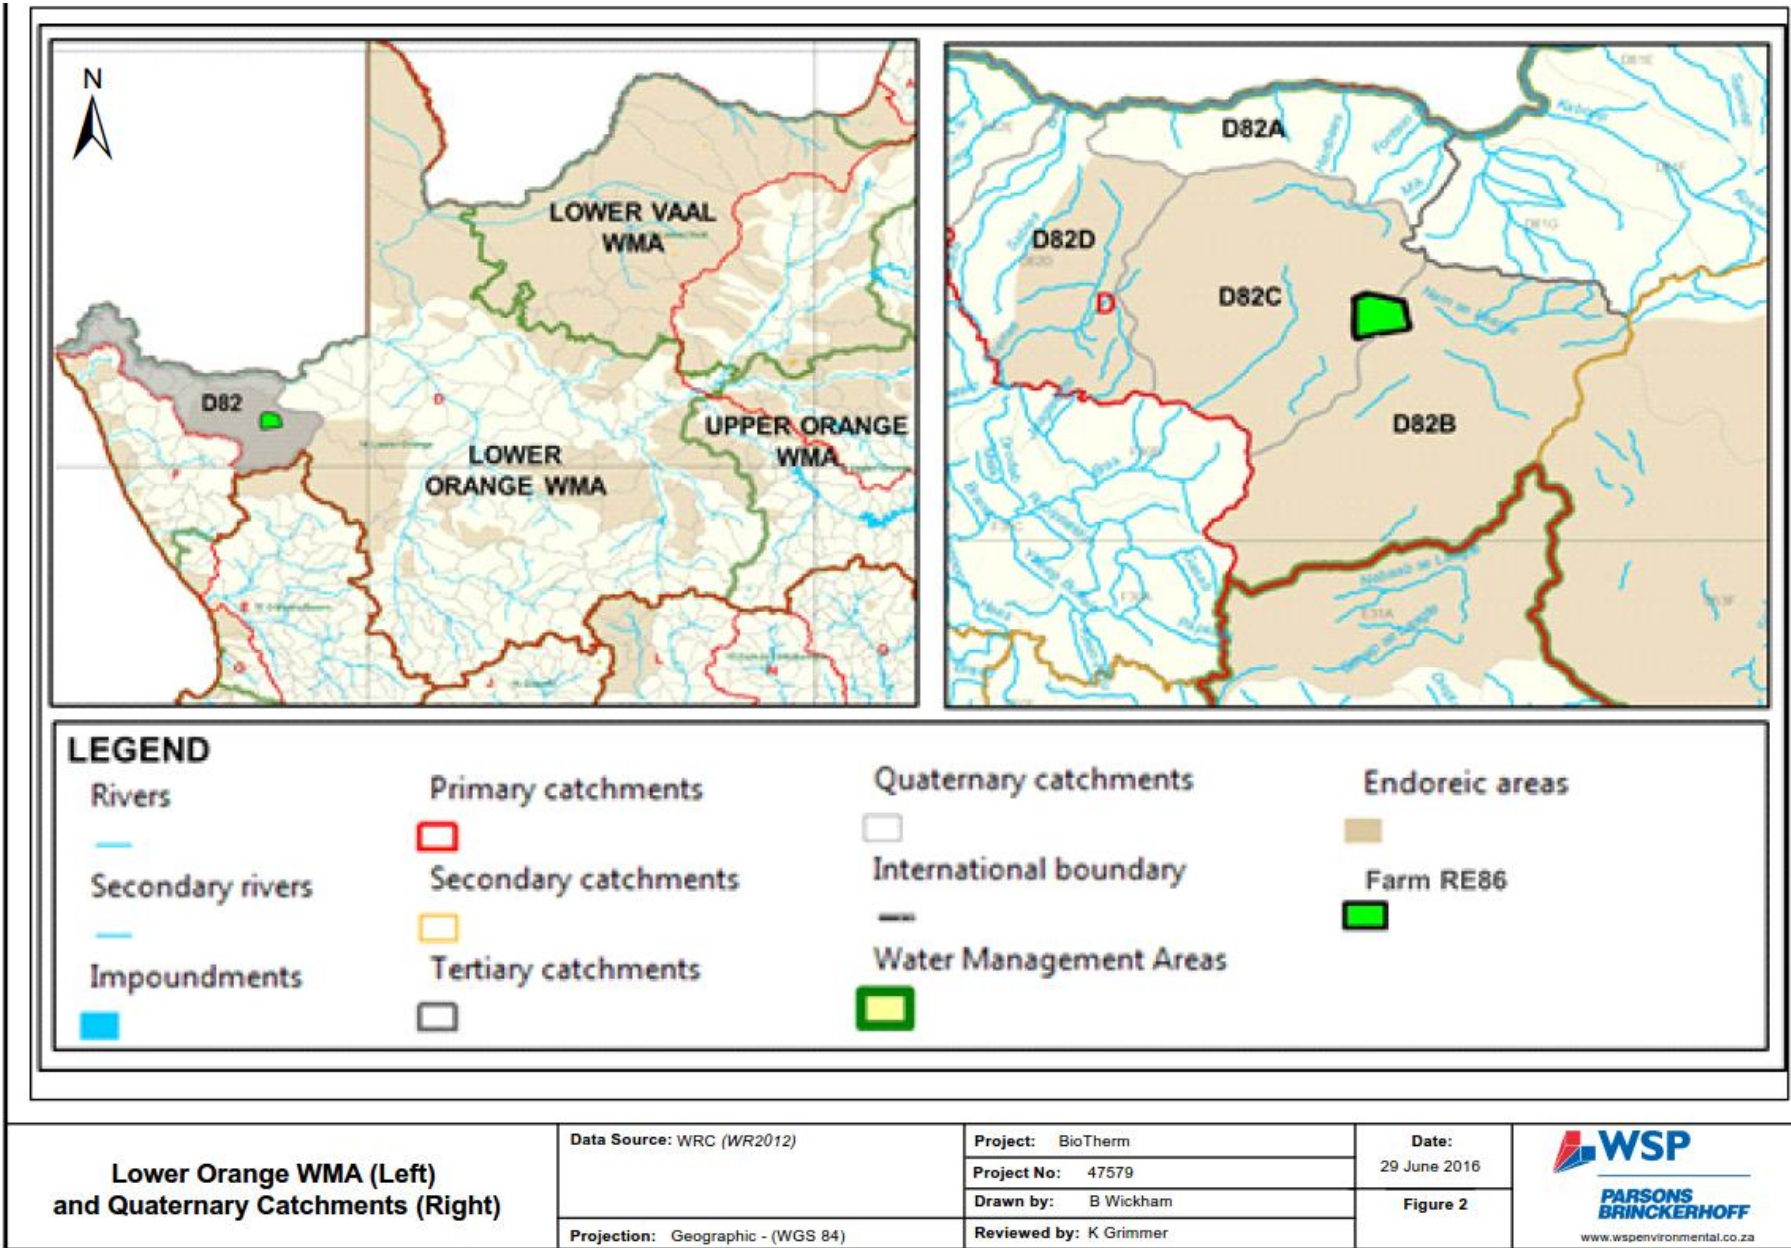 N
LOWER VAAL
WMA
D82
D
LOWER
ORANGE WMA
UPPER ORANGE
WMA
F
E
G
J
L
D82A
D82D
D
D82C
D82B
D81G
E31A
LEGEND
Rivers
Secondary rivers
Impoundments
Primary catchments
Secondary catchments
Tertiary catchments
Quaternary catchments
International boundary
Water Management Areas
Endoreic areas
Farm RE86
Lower Orange WMA (Left)
and Quaternary Catchments (Right)
Data Source: WRC (WR2012)
Projection: Geographic - (WGS 84)
Project: BioTherm
Project No: 47579
Drawn by: B Wickham
Reviewed by: K Grimmer
Date:
29 June 2016
Figure 2
WSP
PARSONS
BRINCKERHOFF
www.wspenvironmental.co.za